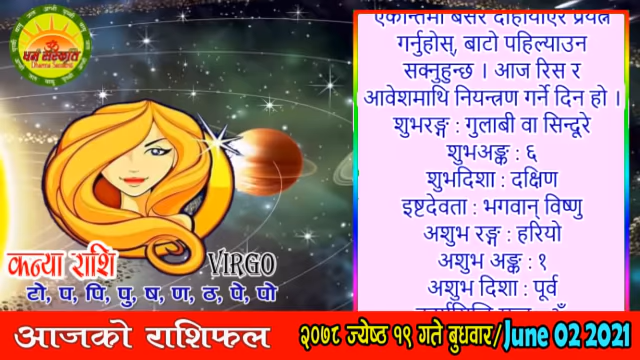 धर्म संस्कृति
एकान्तमा बसेर दोहोर्याएर प्रयत्न
गर्नुहोस्, बाटो पहिल्याउन
सक्नुहुन्छ । आज रिस र
आवेशमाथि नियन्त्रण गर्ने दिन हो ।
शुभरङ्ग : गुलाबी वा सिन्दूरे
शुभअङ्क : ६
शुभदिशा : दक्षिण
इष्टदेवता : भगवान् विष्णु
अशुभ रङ्ग : हरियो
अशुभ अङ्क : १
अशुभ दिशा : पूर्व
कन्या राशि VIRGO
टो, प, पि, पु, ष, ण, ठ, पे, पो
आजको राशिफल
२०७८ ज्येष्ठ १९ गते बुधवार/June 02 2021